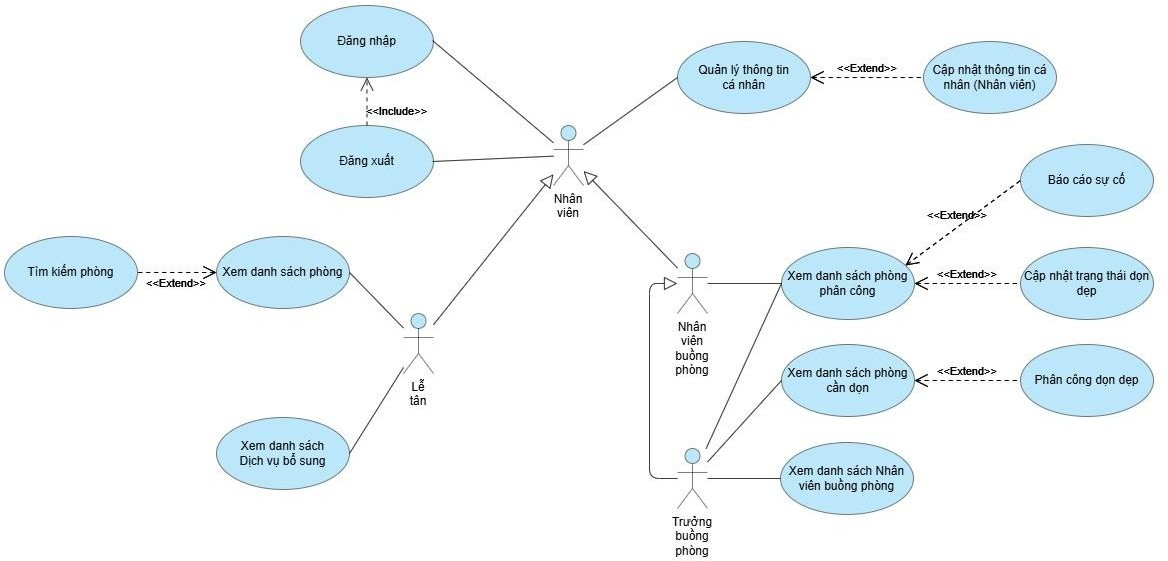 Đăng nhập
<<Include>>
Đăng xuất
Quản lý thông tin
cá nhân
<<Extend>>
Cập nhật thông tin cá
nhân (Nhân viên)
Nhân
viên
Báo cáo sự cố
<<Extend>>
Tìm kiếm phòng
<<Extend>>
Xem danh sách phòng
Xem danh sách phòng
phân công
<<Extend>>
Cập nhật trạng thái dọn
dẹp
Nhân
viên
buồng
phòng
Lễ
tân
Xem danh sách phòng
cần dọn
<<Extend>>
Phân công dọn dẹp
Xem danh sách
Dịch vụ bổ sung
Xem danh sách Nhân
viên buồng phòng
Trưởng
buồng
phòng